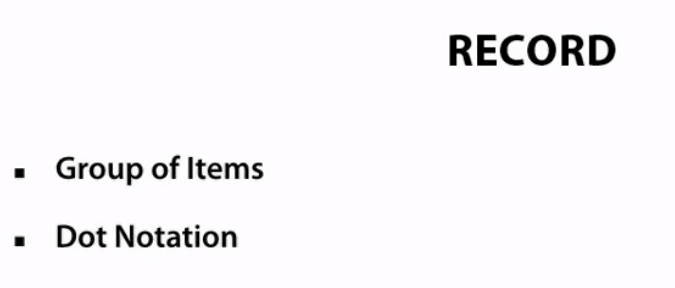 RECORD
▪ Group of Items
▪ Dot Notation